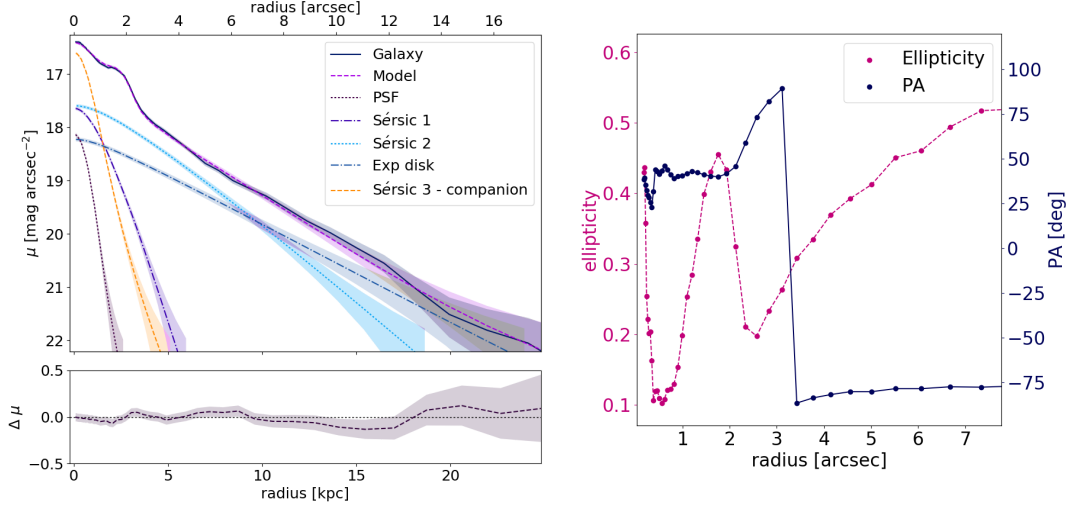 radius [arcsec]
0 2 4 6 8 10 12 14 16
17
18
19
20
21
22
μ [mag arcsec⁻²]
Galaxy
Model
PSF
Sérsic 1
Sérsic 2
Exp disk
Sérsic 3 - companion
0.5
0.0
−0.5
Δ μ
0 5 10 15 20
radius [kpc]
0.6
0.5
0.4
0.3
0.2
0.1
ellipticity
Ellipticity
PA
100
75
50
25
0
−25
−50
−75
PA [deg]
1 2 3 4 5 6 7
radius [arcsec]